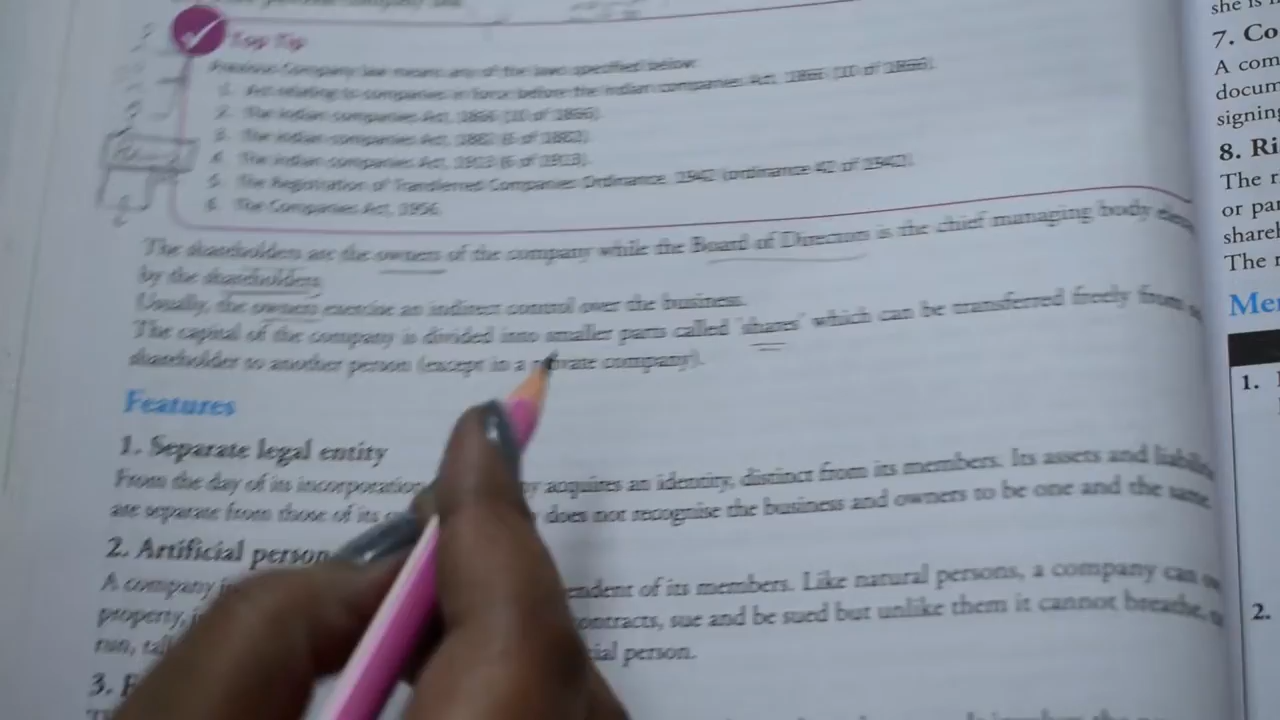 Top Tip
Previous Company law means any of the laws specified below:
1. Act relating to companies in force before the Indian companies Act, 1866 (10 of 1866).
2. The Indian companies Act, 1866 (10 of 1866).
3. The Indian companies Act, 1882 (6 of 1882).
4. The Indian companies Act, 1913 (6 of 1913).
5. The Registration of Transferred Companies Ordinance, 1942 (ordinance 42 of 1942).
6. The Companies Act, 1956.
The shareholders are the owners of the company while the Board of Directors is the chief managing body
by the shareholders.
Usually, the owners exercise an indirect control over the business.
The capital of the company is divided into smaller parts called 'shares' which can be transferred freely from
shareholder to another person (except in a private company).
Features
1. Separate legal entity
From the day of its incorporation acquires an identity, distinct from its members. Its assets and
are separate from those of its does not recognise the business and owners to be one and the same
2. Artificial person
A company of its members. Like natural persons, a company can
property, contracts, sue and be sued but unlike them it cannot breathe,
run, person.
3.
she is
7. Co
A com
docum
signing
8. Ri
The r
or par
shareh
The r
Me
1.
2.